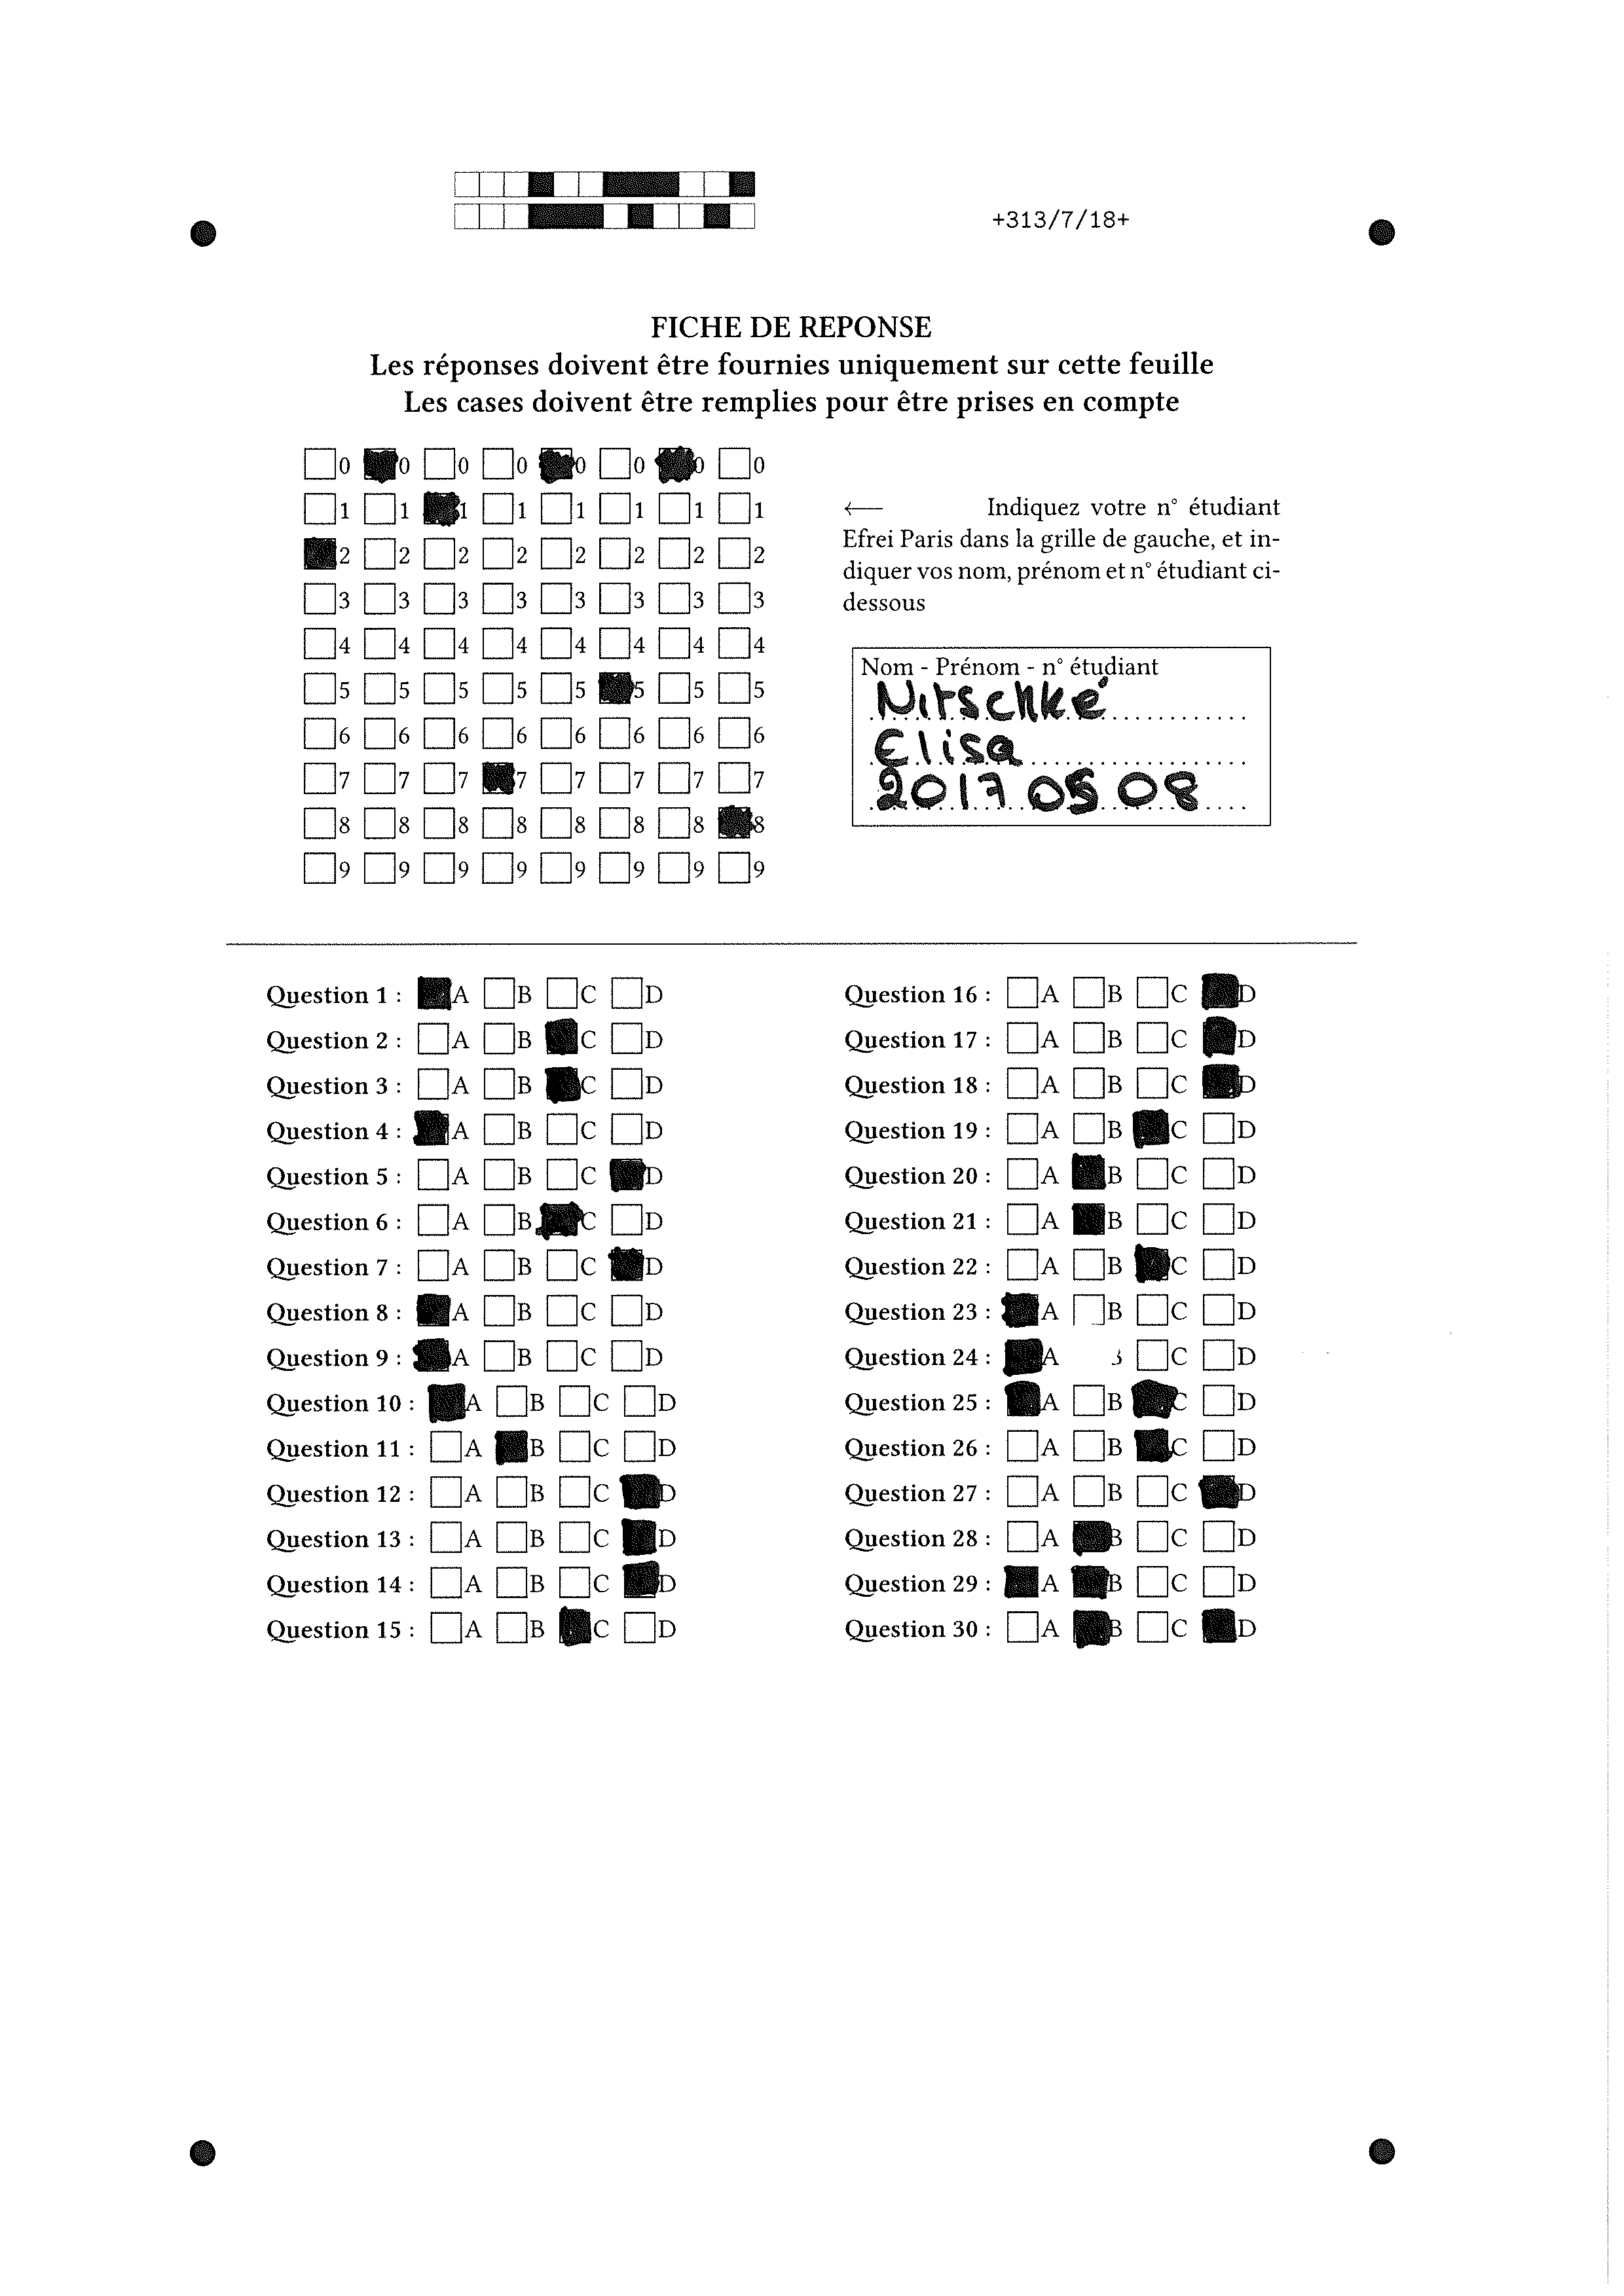 +313/7/18+
FICHE DE REPONSE
Les réponses doivent être fournies uniquement sur cette feuille
Les cases doivent être remplies pour être prises en compte
0 0 0 0 0 0 0 0
1 1 1 1 1 1 1 1
2 2 2 2 2 2 2 2
3 3 3 3 3 3 3 3
4 4 4 4 4 4 4 4
5 5 5 5 5 5 5 5
6 6 6 6 6 6 6 6
7 7 7 7 7 7 7 7
8 8 8 8 8 8 8 8
9 9 9 9 9 9 9 9
← Indiquez votre n° étudiant
Efrei Paris dans la grille de gauche, et in-
diquer vos nom, prénom et n° étudiant ci-
dessous
Nom - Prénom - n° étudiant
Nitschké
Elisa
2017 05 08
Question 1 : A B C D
Question 2 : A B C D
Question 3 : A B C D
Question 4 : A B C D
Question 5 : A B C D
Question 6 : A B C D
Question 7 : A B C D
Question 8 : A B C D
Question 9 : A B C D
Question 10 : A B C D
Question 11 : A B C D
Question 12 : A B C D
Question 13 : A B C D
Question 14 : A B C D
Question 15 : A B C D
Question 16 : A B C D
Question 17 : A B C D
Question 18 : A B C D
Question 19 : A B C D
Question 20 : A B C D
Question 21 : A B C D
Question 22 : A B C D
Question 23 : A B C D
Question 24 : A C D
Question 25 : A B C D
Question 26 : A B C D
Question 27 : A B C D
Question 28 : A B C D
Question 29 : A B C D
Question 30 : A B C D